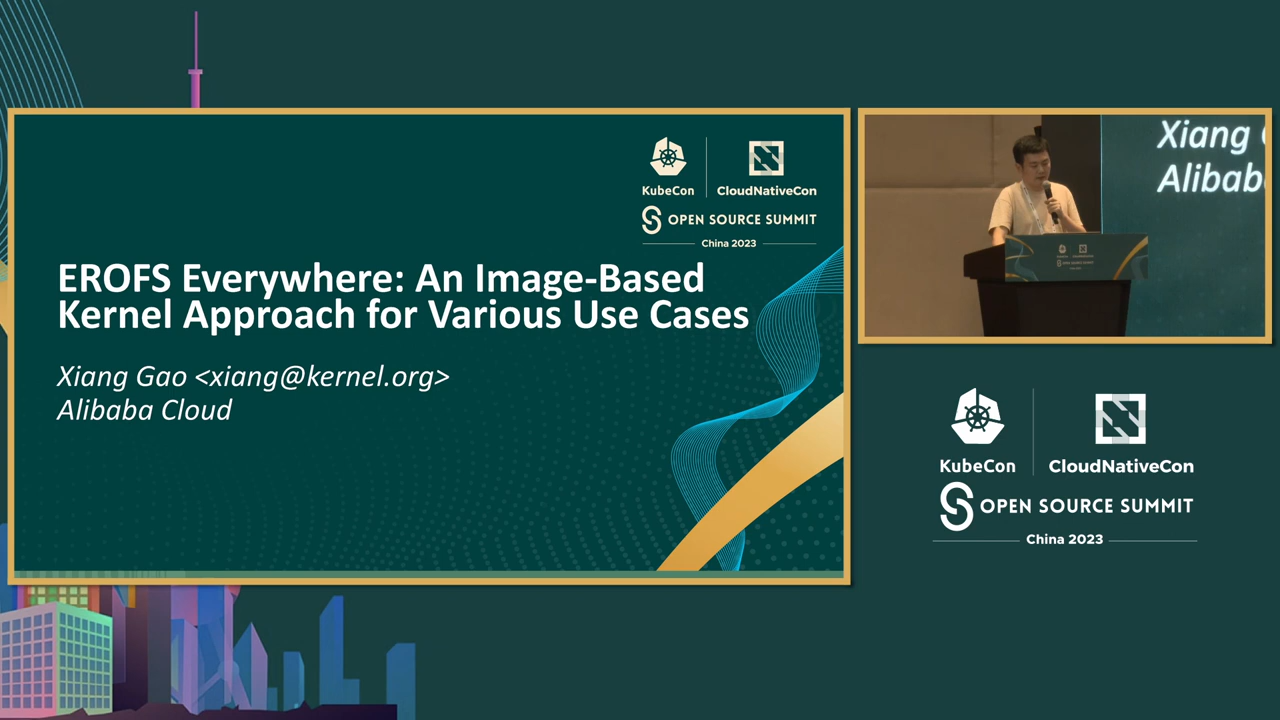 KubeCon
CloudNativeCon
OPEN SOURCE SUMMIT
China 2023
EROFS Everywhere: An Image-Based
Kernel Approach for Various Use Cases
Xiang Gao <xiang@kernel.org>
Alibaba Cloud
Xiang
Alibab
KubeCon
CloudNativeCon
OPEN SOURCE SUMMIT
China 2023